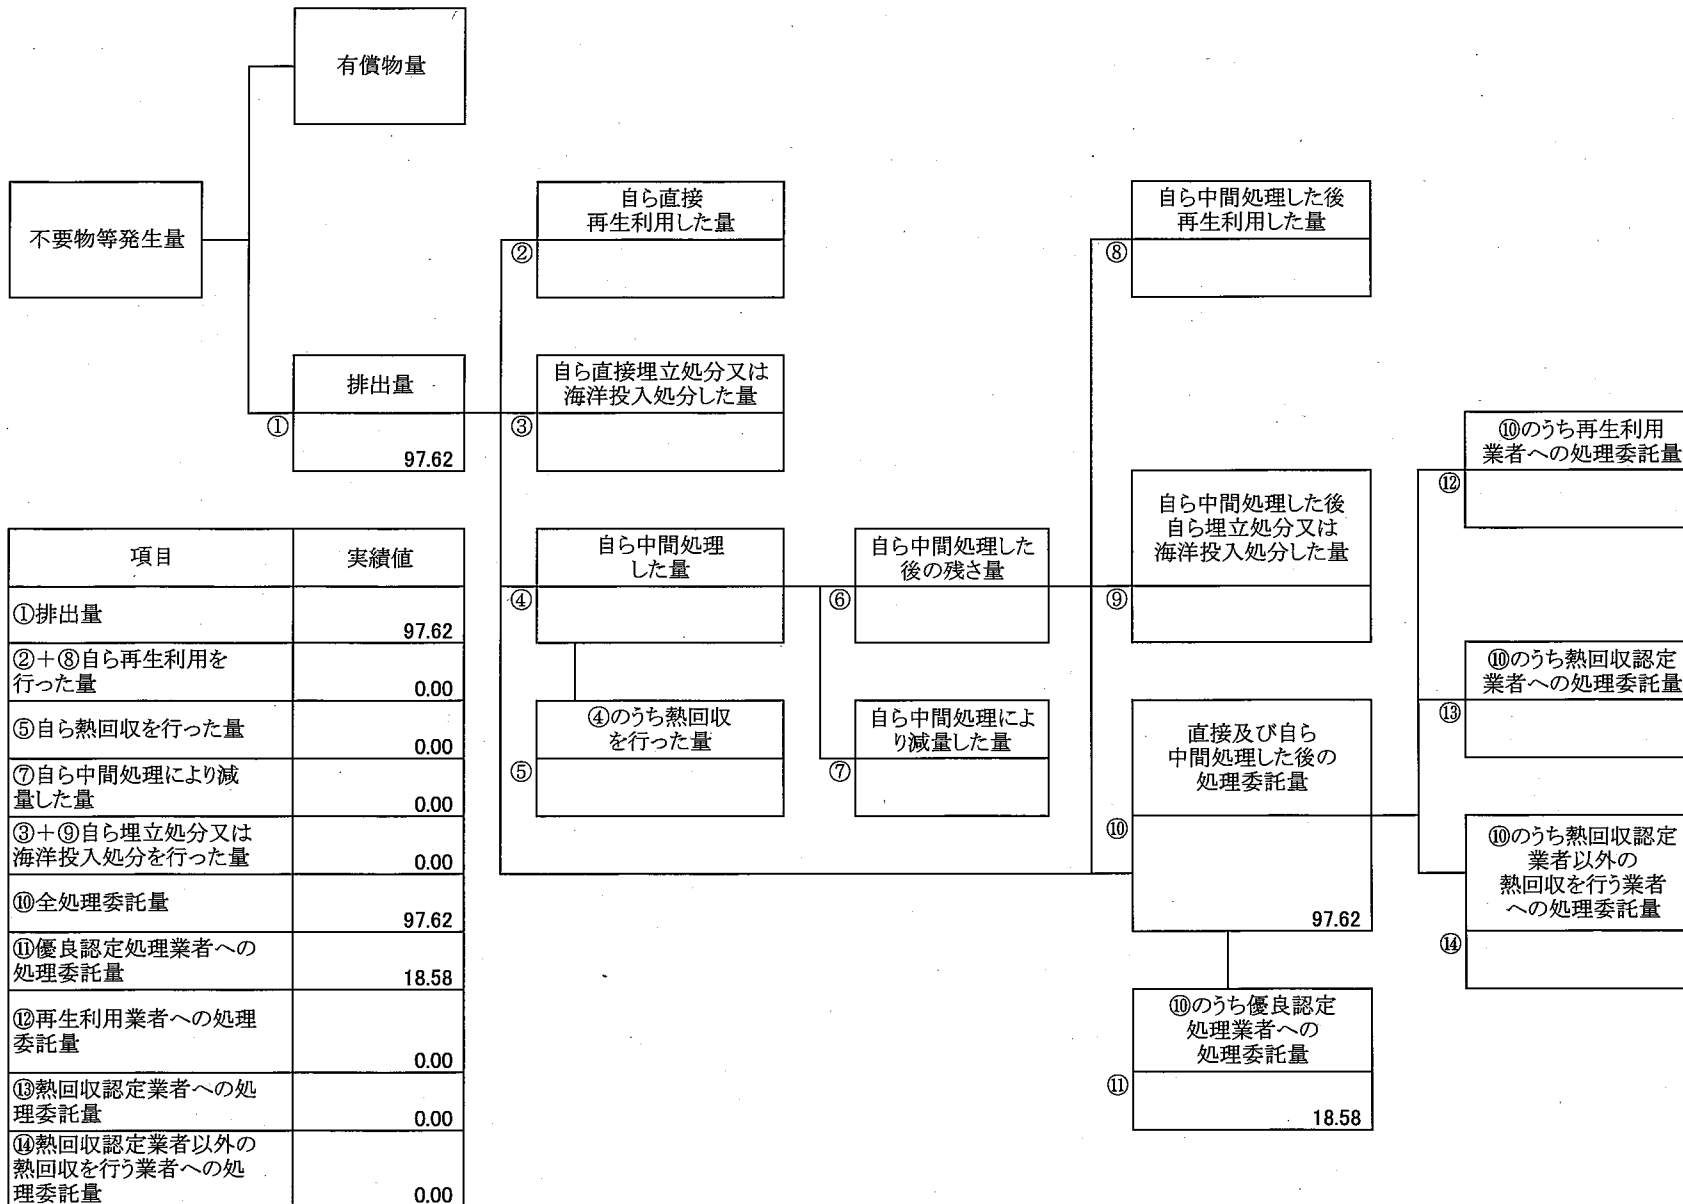 有償物量
不要物等発生量
自ら直接
再生利用した量
②
自ら中間処理した後
再生利用した量
⑧
排出量
①
97.62
自ら直接埋立処分又は
海洋投入処分した量
③
⑩のうち再生利用
業者への処理委託量
⑫
自ら中間処理
した量
④
自ら中間処理した
後の残さ量
⑥
自ら中間処理した後
自ら埋立処分又は
海洋投入処分した量
⑨
④のうち熱回収
を行った量
⑤
自ら中間処理によ
り減量した量
⑦
直接及び自ら
中間処理した後の
処理委託量
⑩
97.62
⑩のうち熱回収認定
業者への処理委託量
⑬
⑩のうち熱回収認定
業者以外の
熱回収を行う業者
への処理委託量
⑭
⑩のうち優良認定
処理業者への
処理委託量
⑪
18.58
項目 実績値
①排出量
97.62
②+⑧自ら再生利用を
行った量 0.00
⑤自ら熱回収を行った量
0.00
⑦自ら中間処理により減
量した量 0.00
③+⑨自ら埋立処分又は
海洋投入処分を行った量 0.00
⑩全処理委託量
97.62
⑪優良認定処理業者への
処理委託量 18.58
⑫再生利用業者への処理
委託量
0.00
⑬熱回収認定業者への処
理委託量 0.00
⑭熱回収認定業者以外の
熱回収を行う業者への処
理委託量 0.00